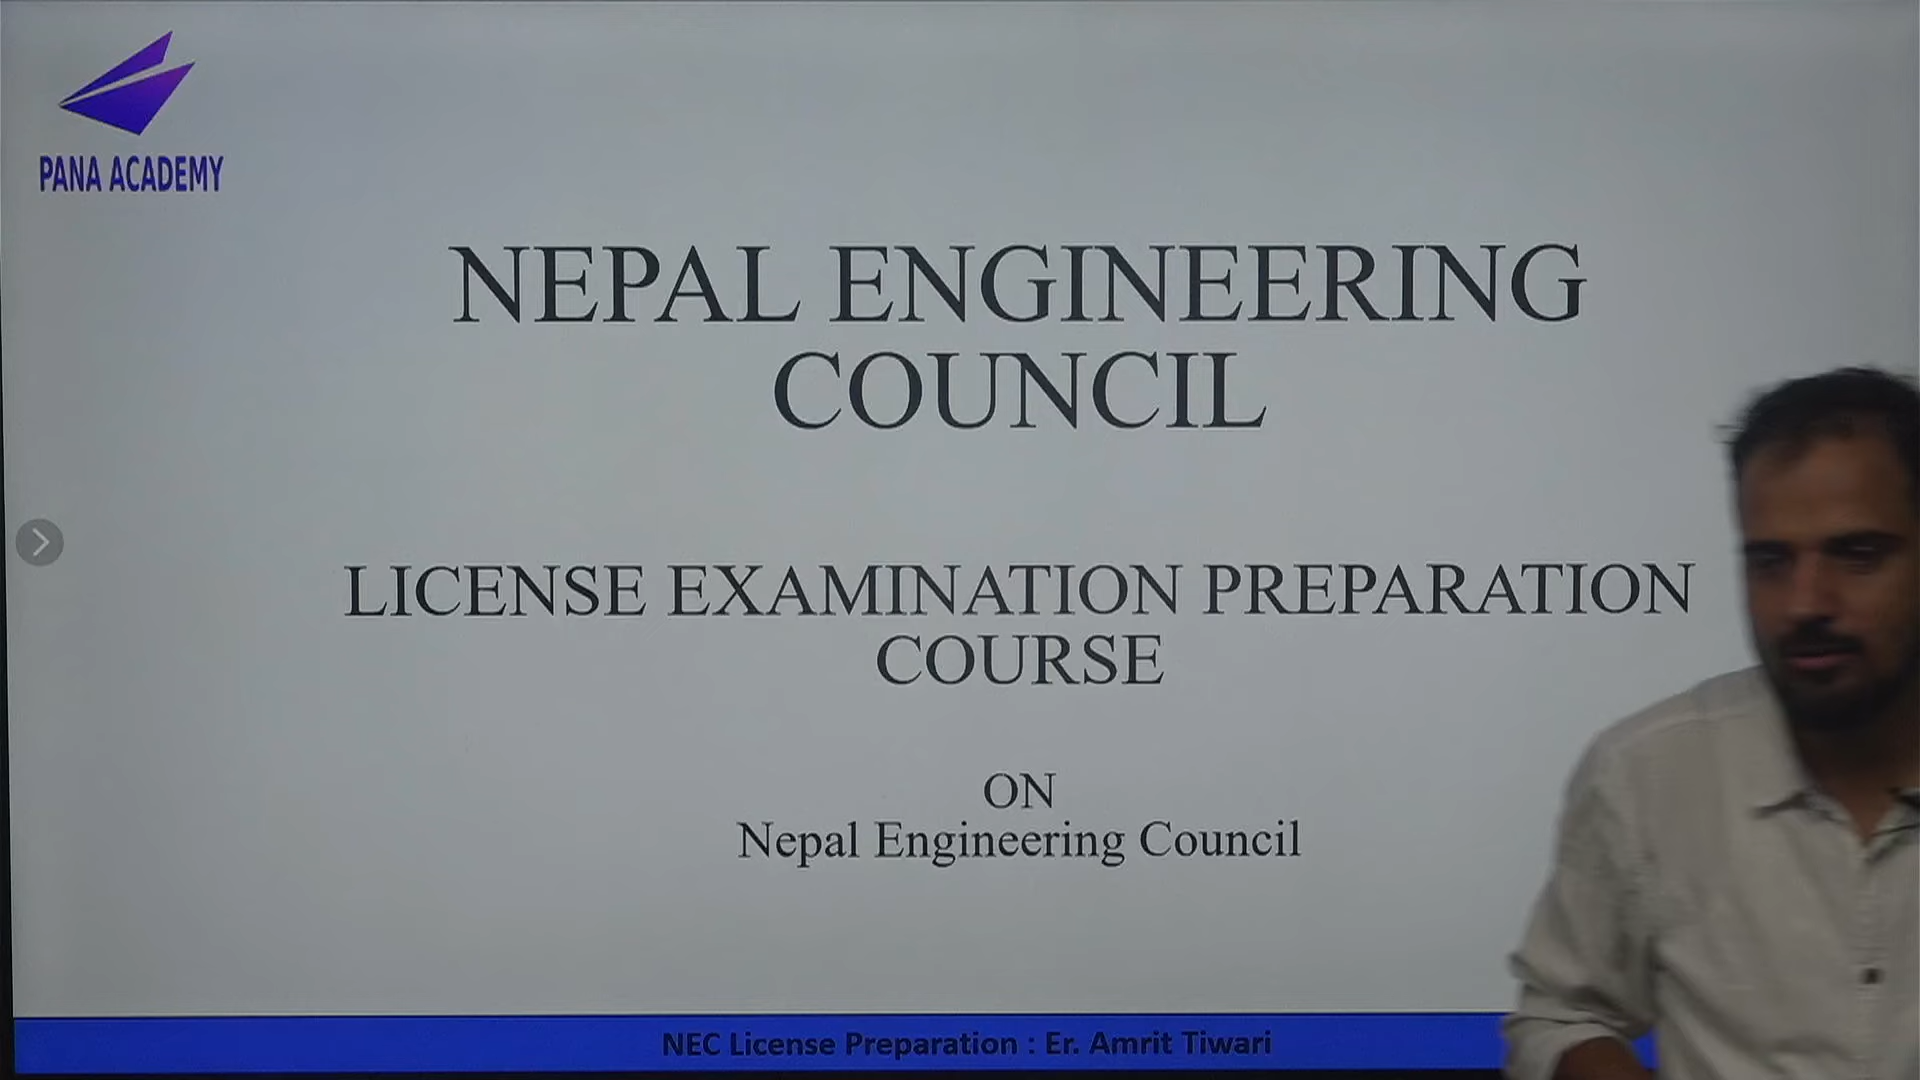 PANA ACADEMY
NEPAL ENGINEERING
COUNCIL
LICENSE EXAMINATION PREPARATION
COURSE
ON
Nepal Engineering Council
NEC License Preparation : Er. Amrit Tiwari